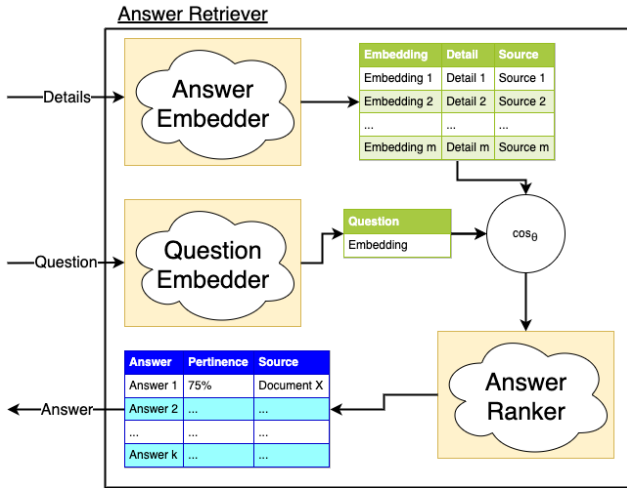 Answer Retriever
Details
Answer
Embedder
Embedding Detail Source
Embedding 1 Detail 1 Source 1
Embedding 2 Detail 2 Source 2
... ... ...
Embedding m Detail m Source m
Question
Question
Embedder
Question
Embedding
cosθ
Answer
Answer Pertinence Source
Answer 1 75% Document X
Answer 2 ... ...
... ... ...
Answer k ... ...
Answer
Ranker